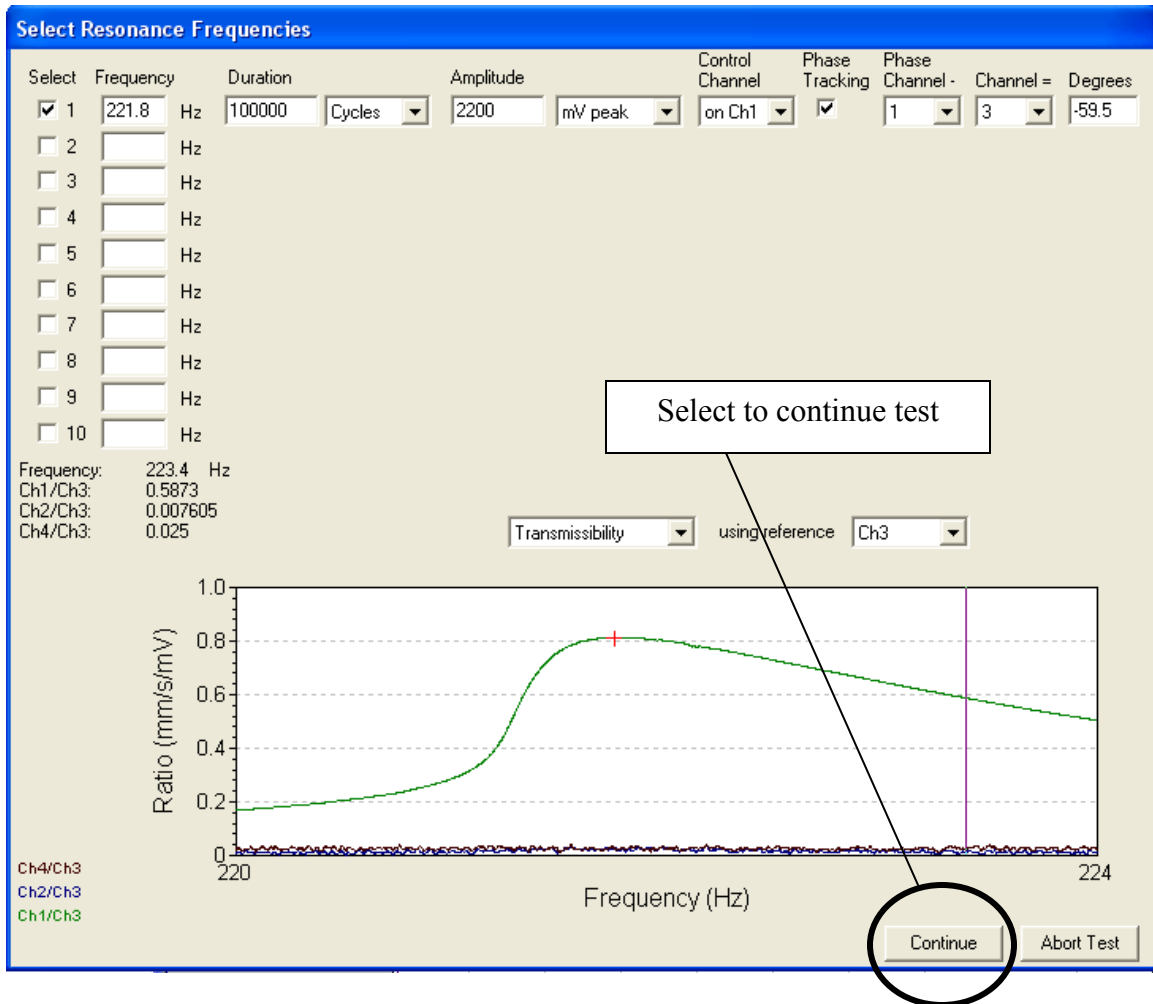 Select Resonance Frequencies
Control Phase Phase
Select Frequency Duration Amplitude Channel Tracking Channel - Channel = Degrees
1 221.8 Hz 100000 Cycles 2200 mV peak on Ch1 1 3 -59.5
2 Hz
3 Hz
4 Hz
5 Hz
6 Hz
7 Hz
8 Hz
9 Hz
10 Hz
Select to continue test
Frequency: 223.4 Hz
Ch1/Ch3: 0.5873
Ch2/Ch3: 0.007605
Ch4/Ch3: 0.025
Transmissibility using reference Ch3
1.0
0.8
0.6
0.4
0.2
0
Ratio (mm/s/mV)
220 224
Frequency (Hz)
Ch4/Ch3
Ch2/Ch3
Ch1/Ch3
Continue Abort Test